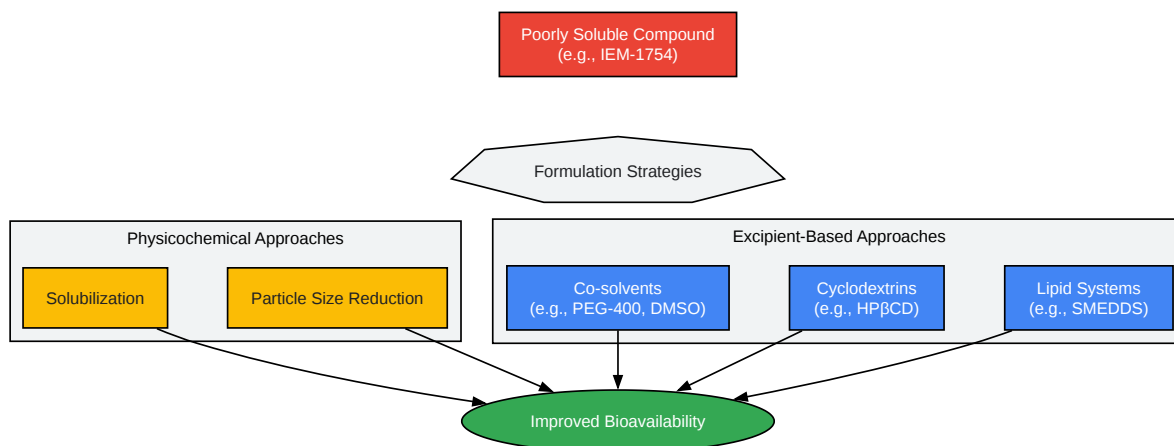 Poorly Soluble Compound
(e.g., IEM-1754)
Formulation Strategies
Physicochemical Approaches
Solubilization
Particle Size Reduction
Excipient-Based Approaches
Co-solvents
(e.g., PEG-400, DMSO)
Cyclodextrins
(e.g., HPβCD)
Lipid Systems
(e.g., SMEDDS)
Improved Bioavailability